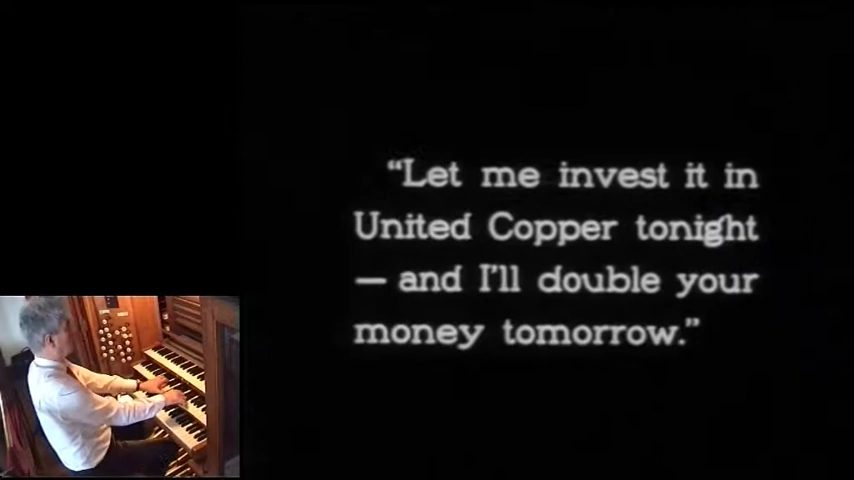 “Let me invest it in
United Copper tonight
— and I'll double your
money tomorrow.”